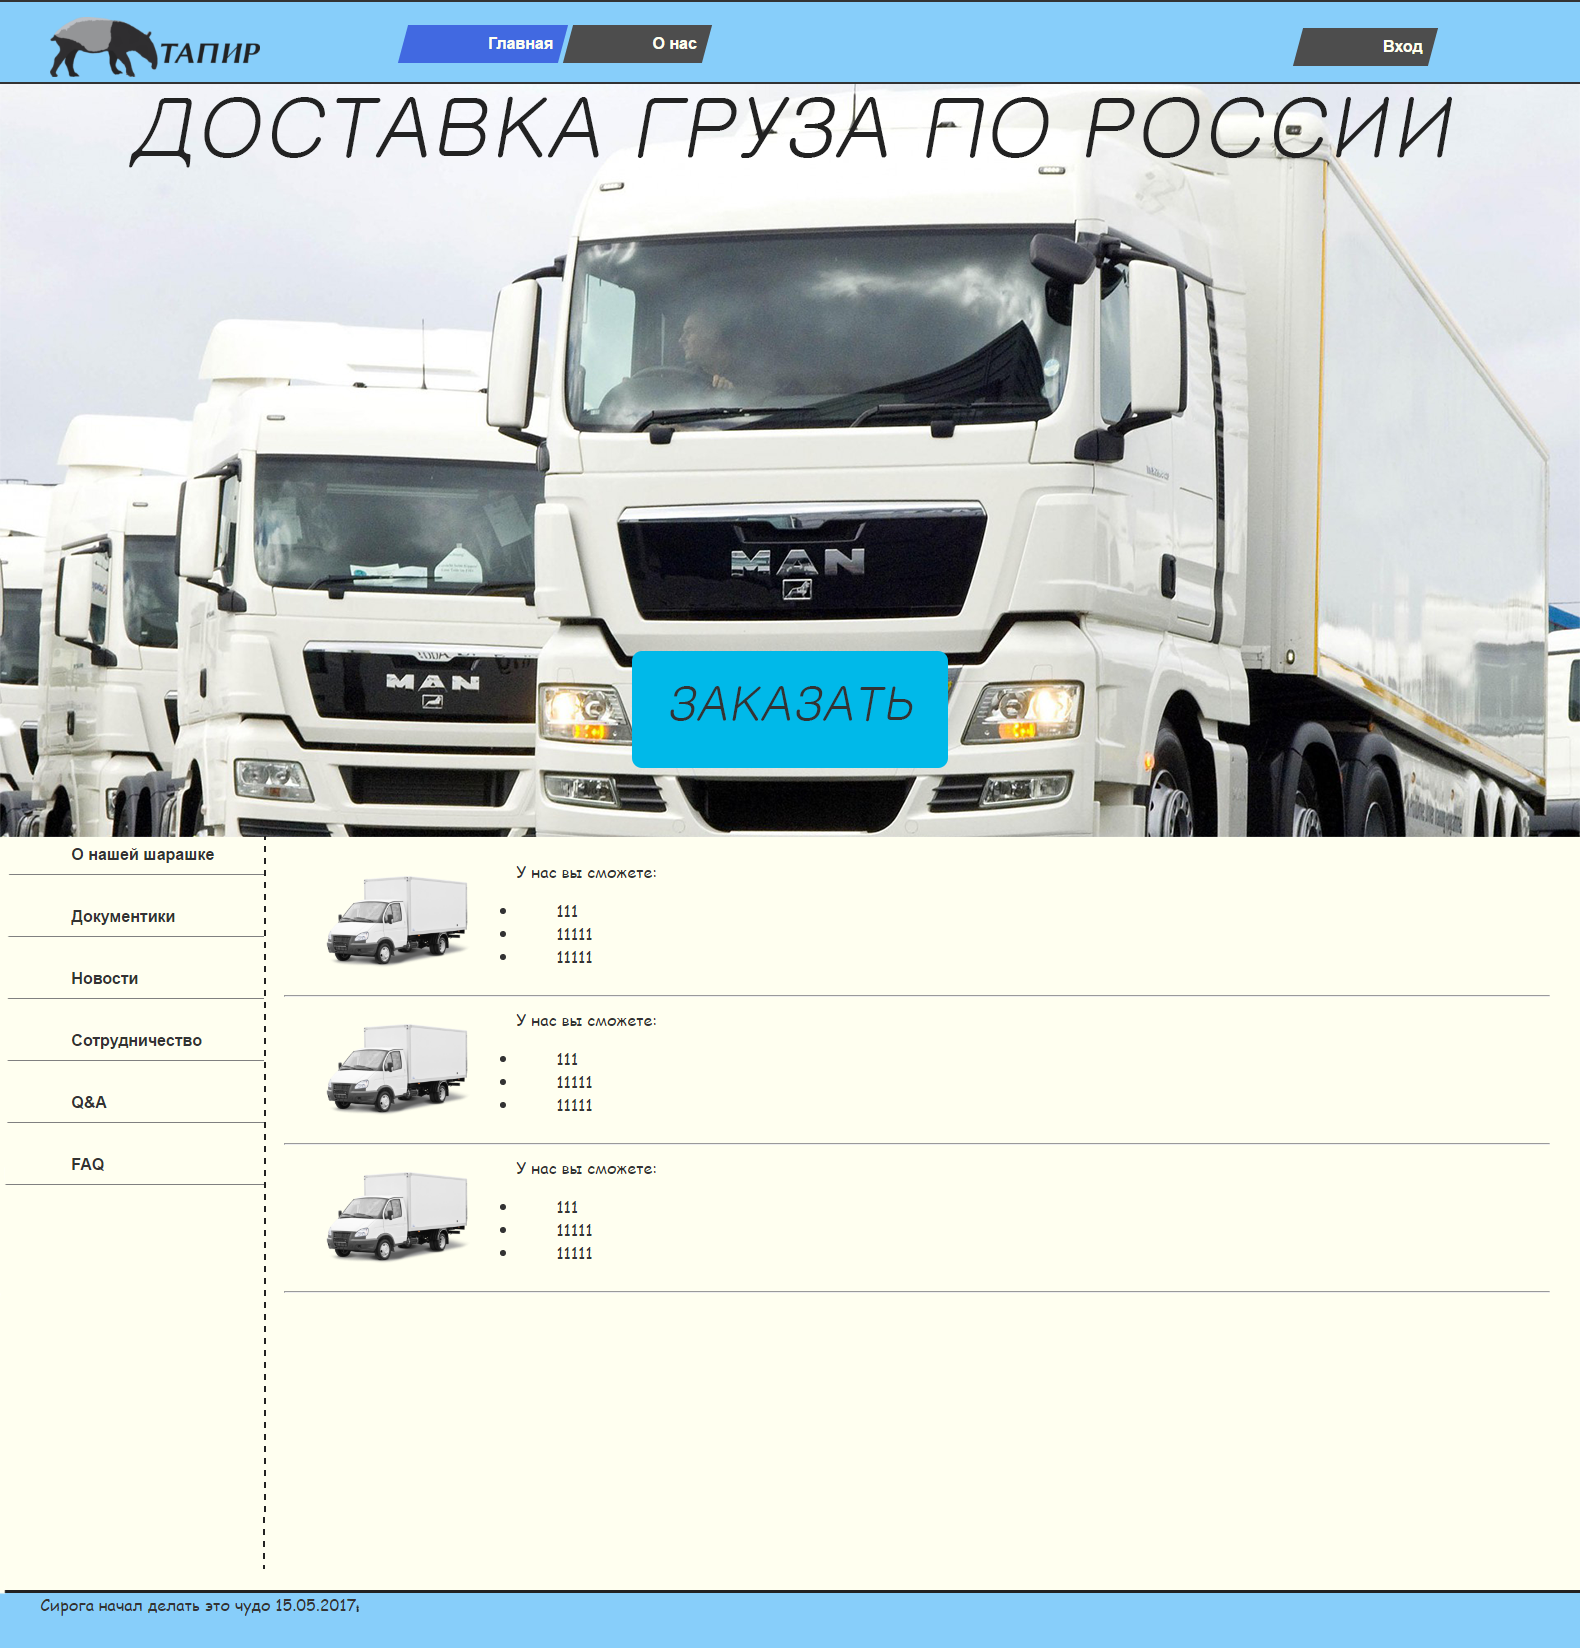 ТАПИР
Главная
О нас
Вход
ДОСТАВКА ГРУЗА ПО РОССИИ
MAN
MAN
ЗАКАЗАТЬ
О нашей шарашке
Документики
Новости
Сотрудничество
Q&A
FAQ
У нас вы сможете:
111
11111
11111
У нас вы сможете:
111
11111
11111
У нас вы сможете:
111
11111
11111
Сирога начал делать это чудо 15.05.2017г